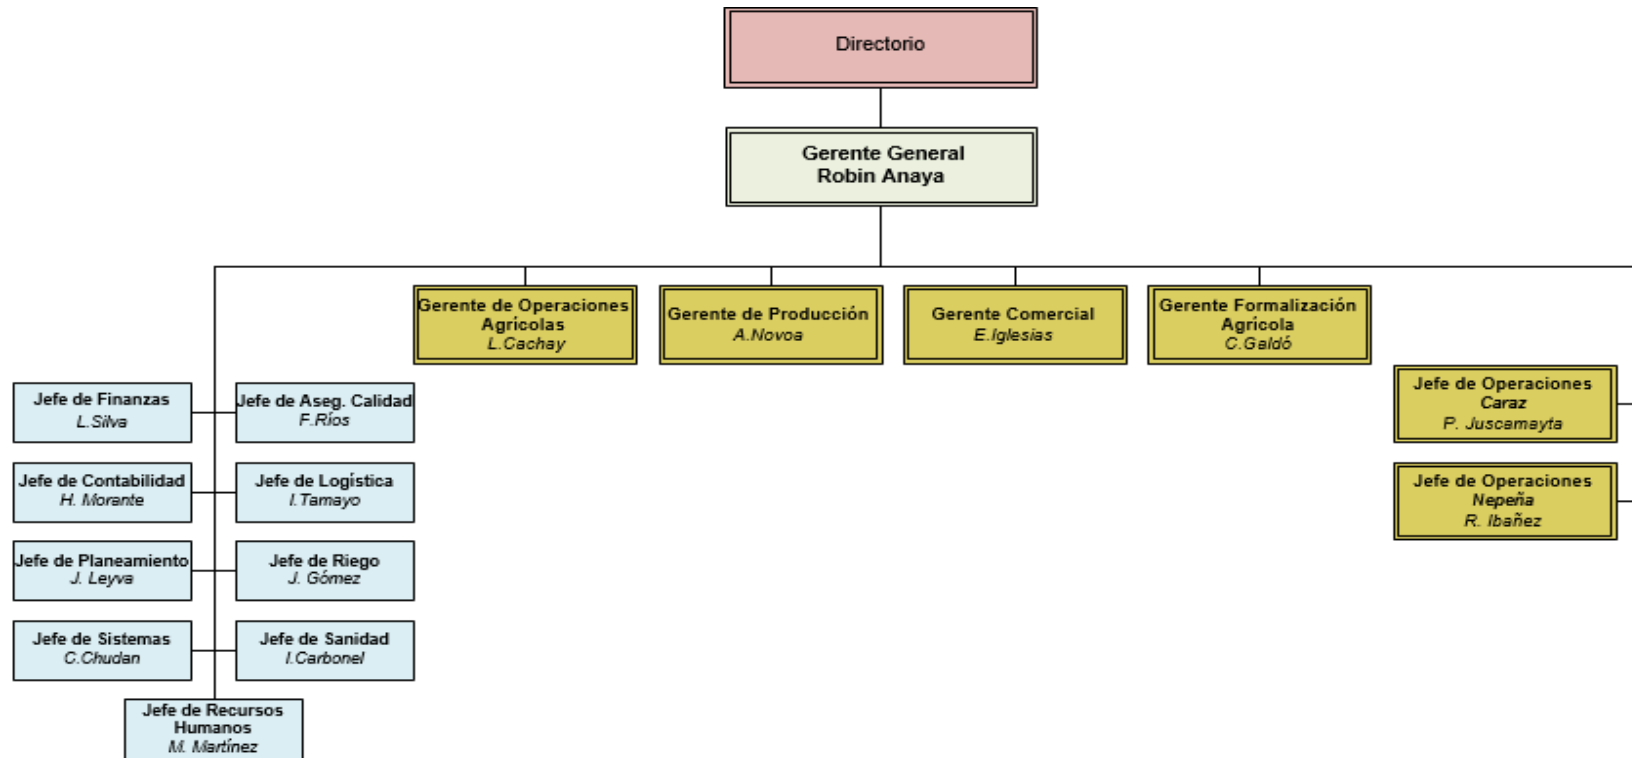 Directorio
Gerente General
Robin Anaya
Gerente de Operaciones
Agrícolas
L.Cachay
Gerente de Producción
A.Novoa
Gerente Comercial
E.Iglesias
Gerente Formalización
Agrícola
C.Galdó
Jefe de Finanzas
L.Silva
Jefe de Aseg. Calidad
F.Ríos
Jefe de Operaciones
Caraz
P. Juscamayta
Jefe de Contabilidad
H. Morante
Jefe de Logística
I.Tamayo
Jefe de Operaciones
Nepeña
R. Ibañez
Jefe de Planeamiento
J. Leyva
Jefe de Riego
J. Gómez
Jefe de Sistemas
C.Chudan
Jefe de Sanidad
I.Carbonel
Jefe de Recursos
Humanos
M. Martínez